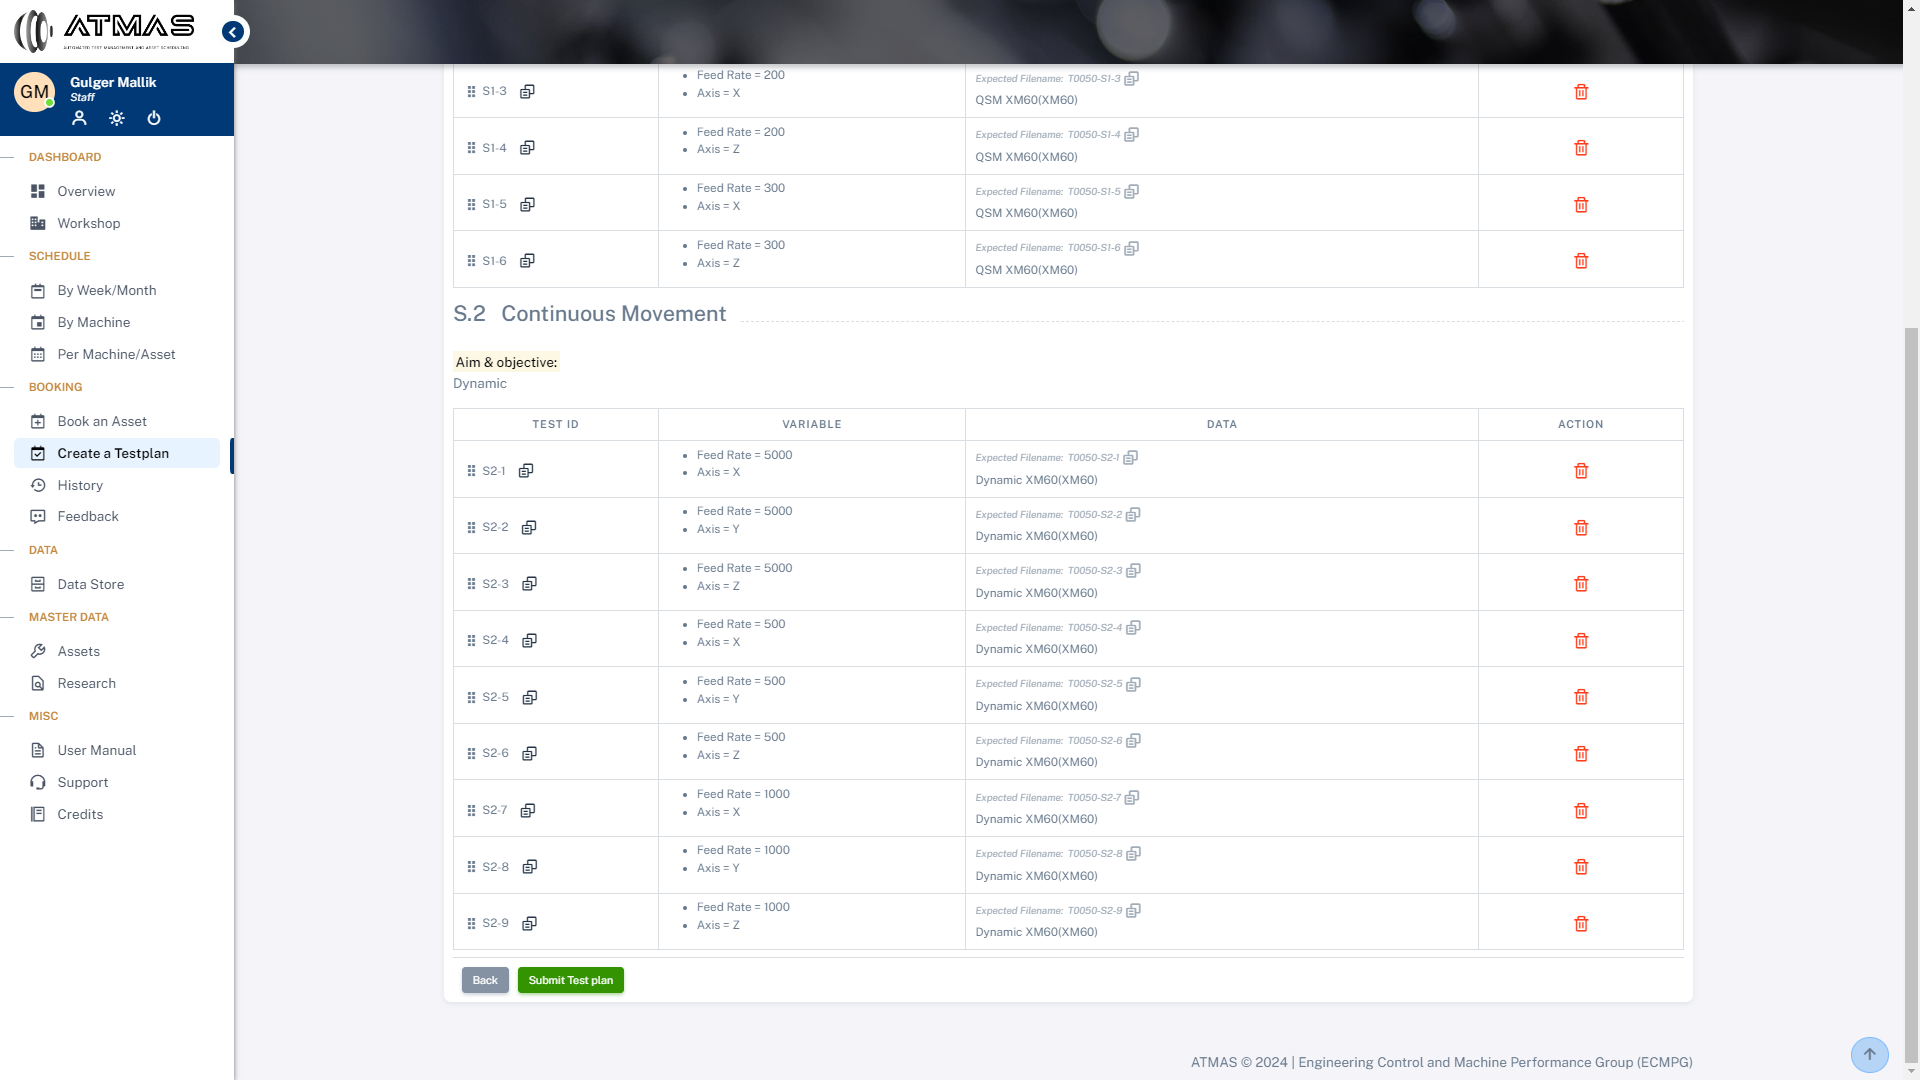 ATMAS
AUTOMATED TEST MANAGEMENT AND ASSET SCHEDULING
GM
Gulger Mallik
Staff
DASHBOARD
Overview
Workshop
SCHEDULE
By Week/Month
By Machine
Per Machine/Asset
BOOKING
Book an Asset
Create a Testplan
History
Feedback
DATA
Data Store
MASTER DATA
Assets
Research
MISC
User Manual
Support
Credits
S1-3
Feed Rate = 200
Axis = X
Expected Filename: T0050-S1-3
QSM XM60(XM60)
S1-4
Feed Rate = 200
Axis = Z
Expected Filename: T0050-S1-4
QSM XM60(XM60)
S1-5
Feed Rate = 300
Axis = X
Expected Filename: T0050-S1-5
QSM XM60(XM60)
S1-6
Feed Rate = 300
Axis = Z
Expected Filename: T0050-S1-6
QSM XM60(XM60)
S.2 Continuous Movement
Aim & objective:
Dynamic
TEST ID VARIABLE DATA ACTION
S2-1
Feed Rate = 5000
Axis = X
Expected Filename: T0050-S2-1
Dynamic XM60(XM60)
S2-2
Feed Rate = 5000
Axis = Y
Expected Filename: T0050-S2-2
Dynamic XM60(XM60)
S2-3
Feed Rate = 5000
Axis = Z
Expected Filename: T0050-S2-3
Dynamic XM60(XM60)
S2-4
Feed Rate = 500
Axis = X
Expected Filename: T0050-S2-4
Dynamic XM60(XM60)
S2-5
Feed Rate = 500
Axis = Y
Expected Filename: T0050-S2-5
Dynamic XM60(XM60)
S2-6
Feed Rate = 500
Axis = Z
Expected Filename: T0050-S2-6
Dynamic XM60(XM60)
S2-7
Feed Rate = 1000
Axis = X
Expected Filename: T0050-S2-7
Dynamic XM60(XM60)
S2-8
Feed Rate = 1000
Axis = Y
Expected Filename: T0050-S2-8
Dynamic XM60(XM60)
S2-9
Feed Rate = 1000
Axis = Z
Expected Filename: T0050-S2-9
Dynamic XM60(XM60)
Back Submit Test plan
ATMAS © 2024 | Engineering Control and Machine Performance Group (ECMPG)